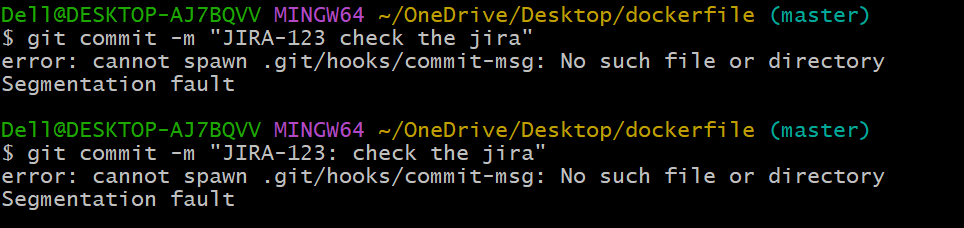 Dell@DESKTOP-AJ7BQVV MINGW64 ~/OneDrive/Desktop/dockerfile (master)
$ git commit -m "JIRA-123 check the jira"
error: cannot spawn .git/hooks/commit-msg: No such file or directory
Segmentation fault
Dell@DESKTOP-AJ7BQVV MINGW64 ~/OneDrive/Desktop/dockerfile (master)
$ git commit -m "JIRA-123: check the jira"
error: cannot spawn .git/hooks/commit-msg: No such file or directory
Segmentation fault